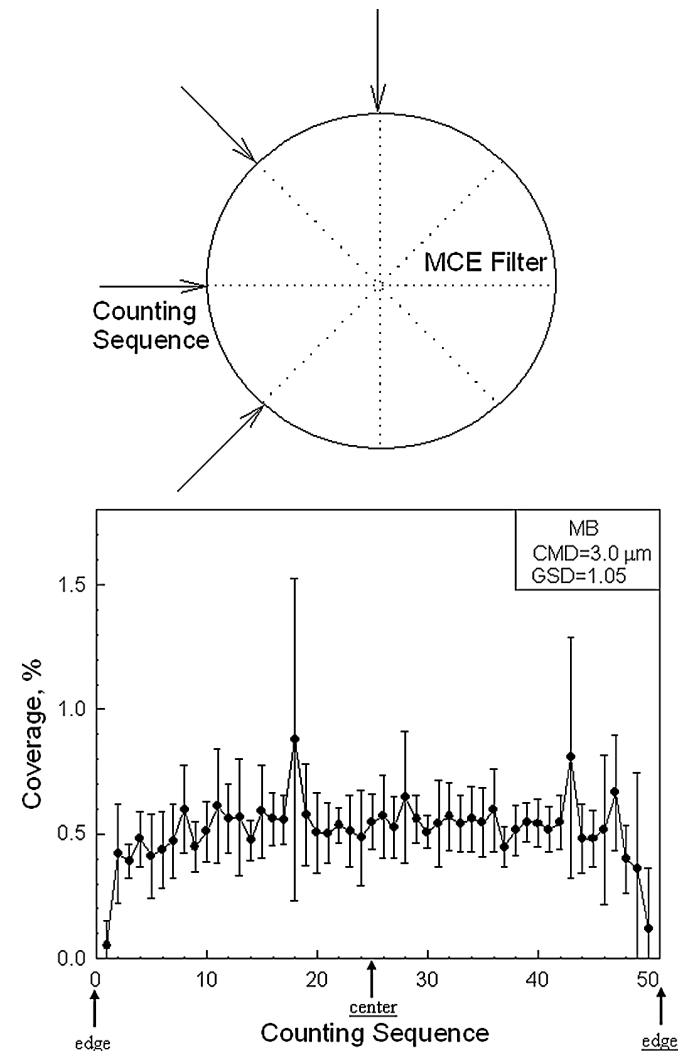 MCE Filter
Counting
Sequence
MB
CMD=3.0 μm
GSD=1.05
1.5
1.0
0.5
0.0
Coverage, %
0
10
20
30
40
50
edge
center
edge
Counting Sequence